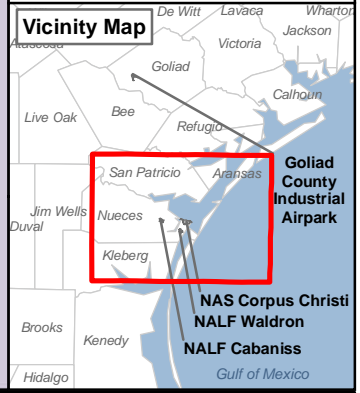 Vicinity Map
De Witt
Lavaca
Wharton
Jackson
Atascosa
Victoria
Goliad
Calhoun
Live Oak
Bee
Refugio
Goliad
County
Industrial
Airpark
San Patricio
Aransas
Jim Wells
Nueces
Duval
Kleberg
NAS Corpus Christi
NALF Waldron
NALF Cabaniss
Brooks
Kenedy
Hidalgo
Gulf of Mexico